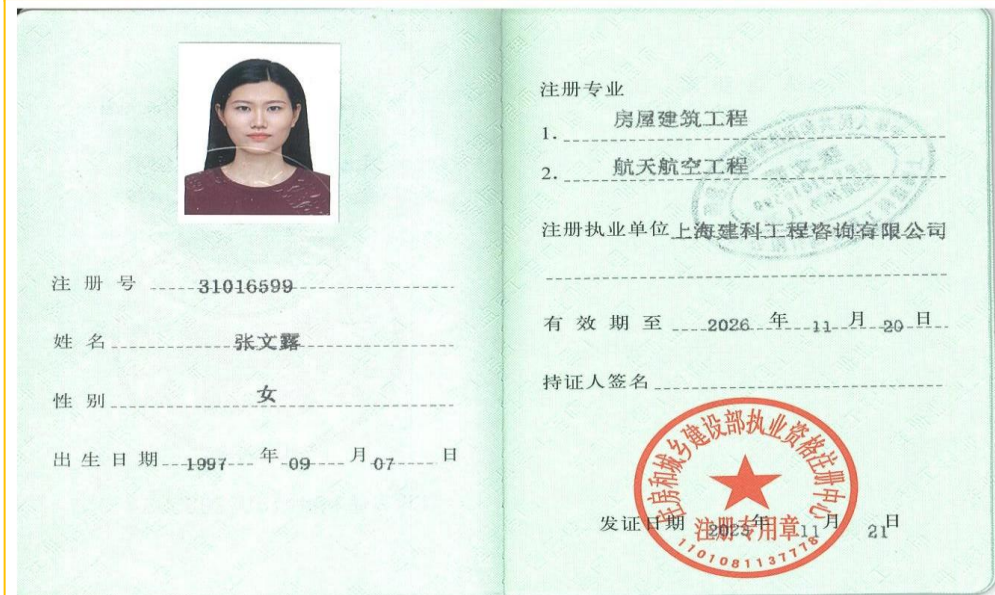 注册号 31016599
姓名 张文露
性别 女
出生日期 1997 年 09 月 07 日
注册专业
1. 房屋建筑工程
2. 航天航空工程
注册执业单位 上海建科工程咨询有限公司
有效期至 2026 年 11 月 20 日
持证人签名
住房和城乡建设部执业资格注册中心
注册专用章
1101081137778
发证日期 2023 年 11 月 21 日